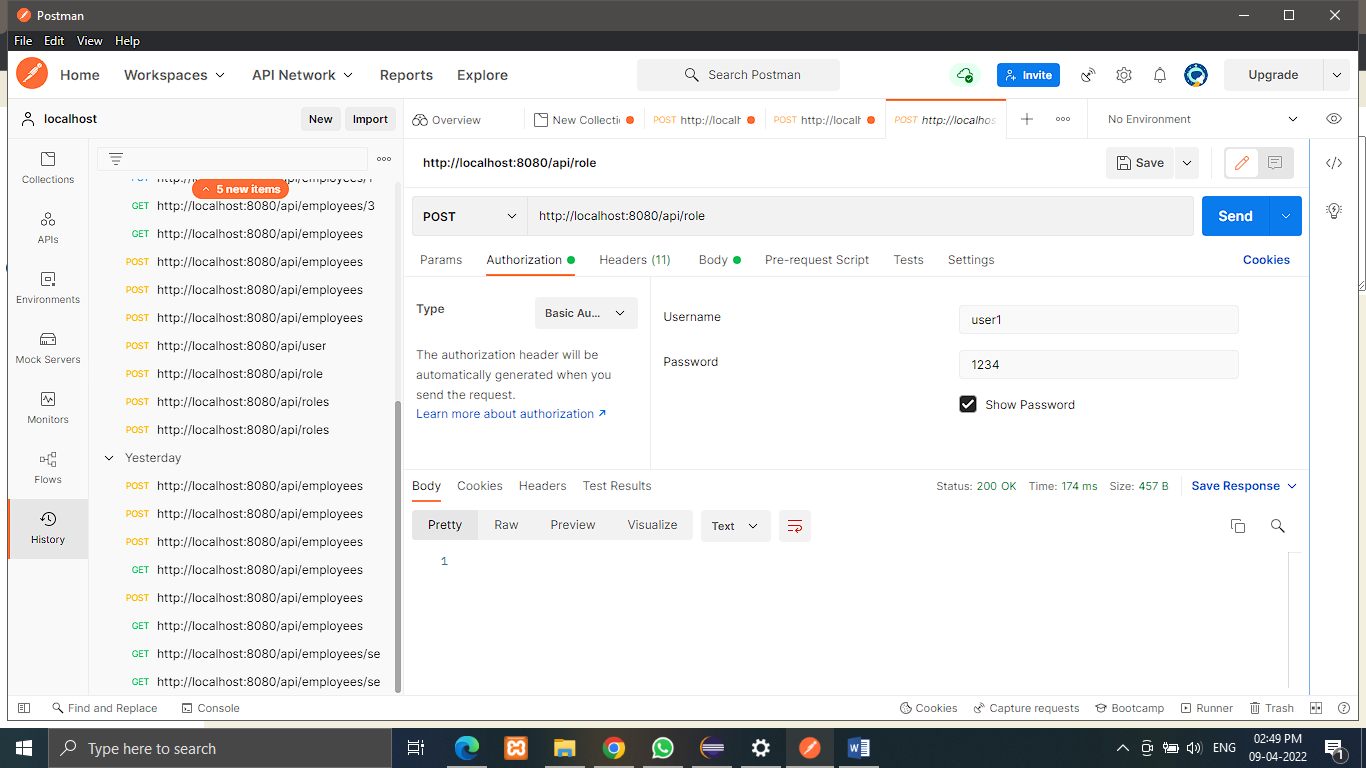 Postman
File Edit View Help
Home Workspaces API Network Reports Explore Search Postman Invite Upgrade
localhost New Import
Overview New Collecti POST http://localh POST http://localh POST http://localhos No Environment
Collections
APIs
Environments
Mock Servers
Monitors
Flows
History
5 new items
GET http://localhost:8080/api/employees/3
GET http://localhost:8080/api/employees
POST http://localhost:8080/api/employees
POST http://localhost:8080/api/employees
POST http://localhost:8080/api/employees
POST http://localhost:8080/api/user
POST http://localhost:8080/api/role
POST http://localhost:8080/api/roles
POST http://localhost:8080/api/roles
Yesterday
POST http://localhost:8080/api/employees
POST http://localhost:8080/api/employees
POST http://localhost:8080/api/employees
GET http://localhost:8080/api/employees
POST http://localhost:8080/api/employees
GET http://localhost:8080/api/employees
GET http://localhost:8080/api/employees/se
GET http://localhost:8080/api/employees/se
http://localhost:8080/api/role Save
POST http://localhost:8080/api/role Send
Params Authorization Headers (11) Body Pre-request Script Tests Settings Cookies
Type Basic Au...
The authorization header will be
automatically generated when you
send the request.
Learn more about authorization ↗
Username user1
Password 1234
Show Password
Body Cookies Headers Test Results Status: 200 OK Time: 174 ms Size: 457 B Save Response
Pretty Raw Preview Visualize Text
1
Find and Replace Console Cookies Capture requests Bootcamp Runner Trash
Type here to search ENG 02:49 PM
09-04-2022 1